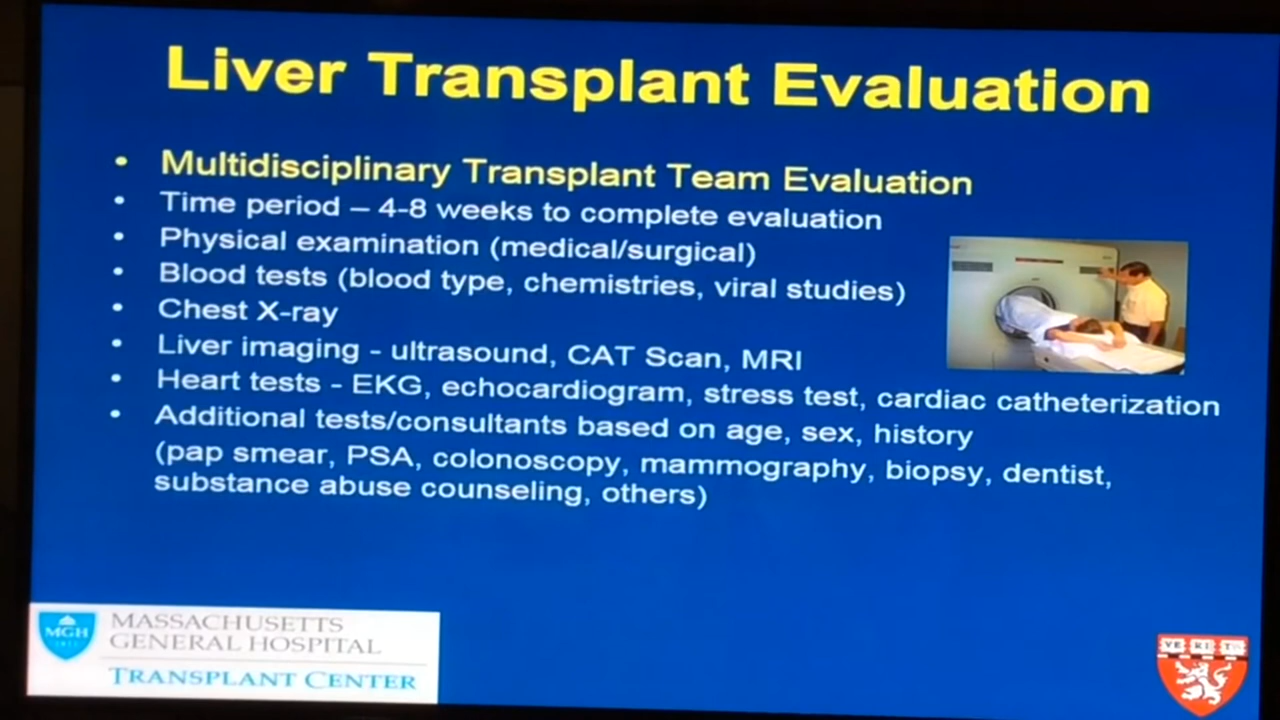 Liver Transplant Evaluation
• Multidisciplinary Transplant Team Evaluation
• Time period – 4-8 weeks to complete evaluation
• Physical examination (medical/surgical)
• Blood tests (blood type, chemistries, viral studies)
• Chest X-ray
• Liver imaging - ultrasound, CAT Scan, MRI
• Heart tests - EKG, echocardiogram, stress test, cardiac catheterization
• Additional tests/consultants based on age, sex, history
(pap smear, PSA, colonoscopy, mammography, biopsy, dentist,
substance abuse counseling, others)
MGH
MASSACHUSETTS
GENERAL HOSPITAL
TRANSPLANT CENTER
VE RI TAS